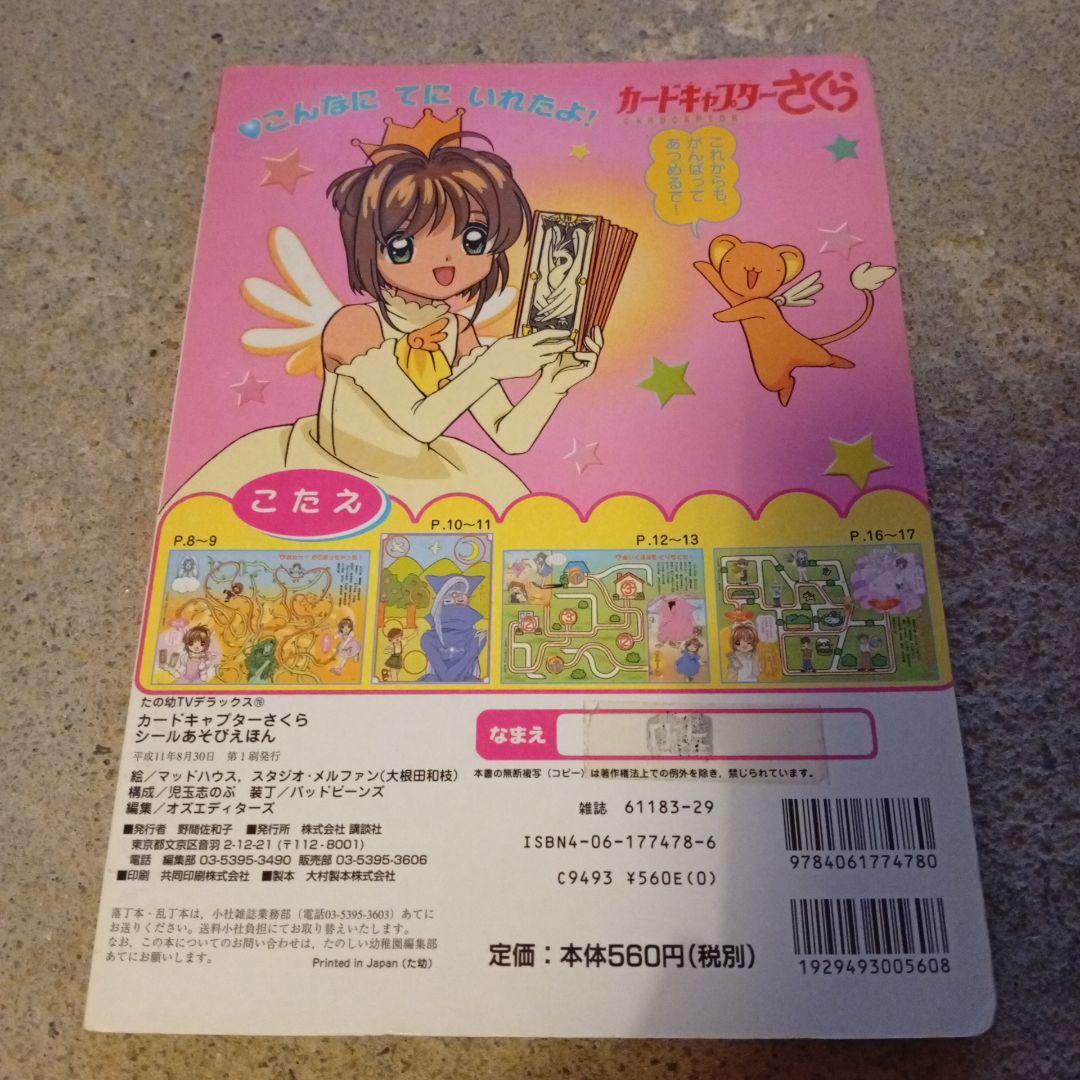 こんなに てに いれたよ!
カードキャプターさくら
CARDCAPTOR
これからも、
がんばって
あつめるで!
こたえ
P.8〜9
P.10〜11
P.12〜13
P.16〜17
たの幼TVデラックス
カードキャプターさくら
シールあそびえほん
平成11年8月30日 第1刷発行
絵/マッドハウス,スタジオ・メルファン(大根田和枝)
構成/児玉志のぶ 装丁/バッドビーンズ
編集/オズエディターズ
■発行者 野間佐和子 ■発行所 株式会社 講談社
東京都文京区音羽 2-12-21(〒112-8001)
電話 編集部 03-5395-3490 販売部 03-5395-3606
■印刷 共同印刷株式会社 ■製本 大村製本株式会社
落丁本・乱丁本は、小社雑誌業務部(電話03-5395-3603)あてに
お送りください。送料小社負担にてお取り替えいたします。
なお、この本についてのお問い合わせは、たのしい幼稚園編集部
あてにお願いします。
Printed in Japan(た幼)
なまえ
本書の無断複写(コピー)は著作権法上での例外を除き、禁じられています。
雑誌 61183-29
ISBN4-06-177478-6
C9493 ¥560E(0)
定価:本体560円(税別)
9784061774780
1929493005608